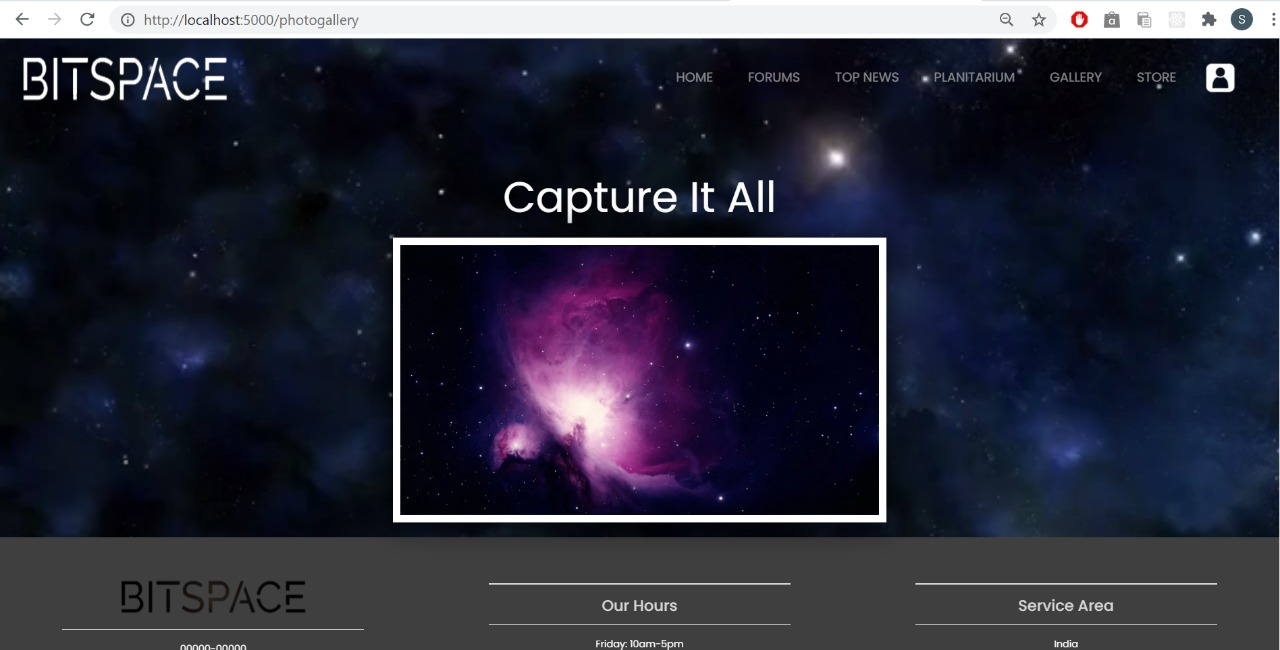 http://localhost:5000/photogallery
S
BITSPACE
HOME FORUMS TOP NEWS PLANITARIUM GALLERY STORE
Capture It All
BITSPACE
Our Hours
Service Area
00000-00000
Friday: 10am-5pm
India